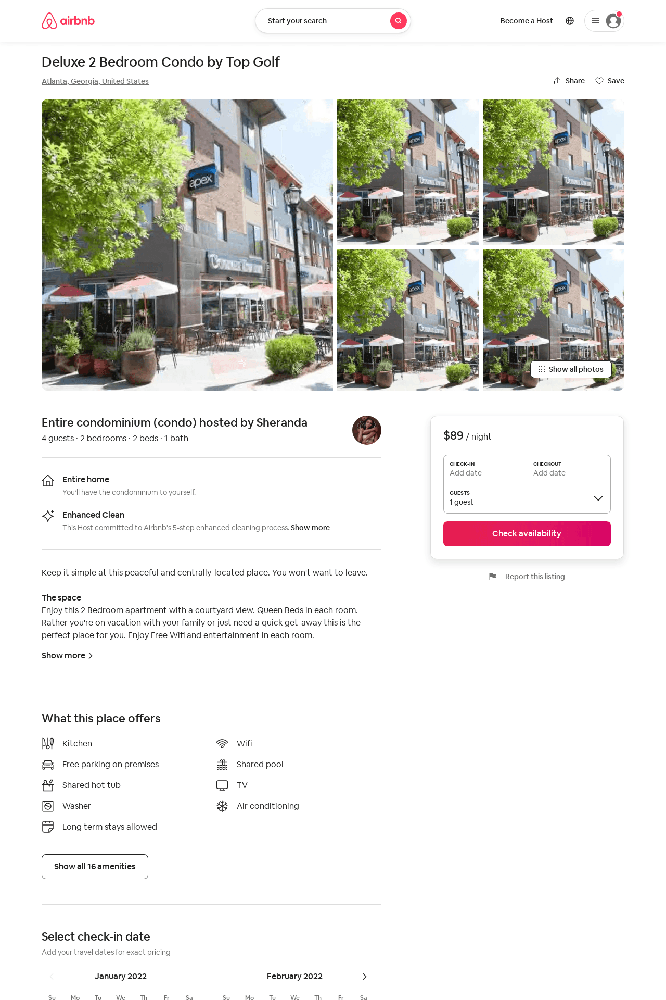 airbnb
Start your search
Become a Host
Deluxe 2 Bedroom Condo by Top Golf
Atlanta, Georgia, United States
Share
Save
apex
apex
apex
apex
apex
Show all photos
Entire condominium (condo) hosted by Sheranda
4 guests · 2 bedrooms · 2 beds · 1 bath
Entire home
You’ll have the condominium to yourself.
Enhanced Clean
This Host committed to Airbnb's 5-step enhanced cleaning process. Show more
Keep it simple at this peaceful and centrally-located place. You won't want to leave.
The space
Enjoy this 2 Bedroom apartment with a courtyard view. Queen Beds in each room.
Rather you're on vacation with your family or just need a quick get-away this is the
perfect place for you. Enjoy Free Wifi and entertainment in each room.
Show more
$89 / night
CHECK-IN
Add date
CHECKOUT
Add date
GUESTS
1 guest
Check availability
Report this listing
What this place offers
Kitchen
Wifi
Free parking on premises
Shared pool
Shared hot tub
TV
Washer
Air conditioning
Long term stays allowed
Show all 16 amenities
Select check-in date
Add your travel dates for exact pricing
January 2022
February 2022
Su Mo Tu We Th Fr Sa
Su Mo Tu We Th Fr Sa